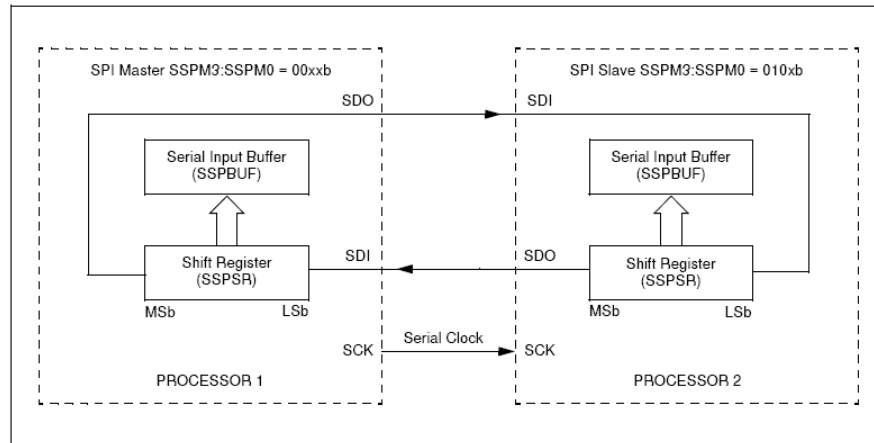 SPI Master SSPM3:SSPM0 = 00xxb
SPI Slave SSPM3:SSPM0 = 010xb
SDO
SDI
Serial Input Buffer
(SSPBUF)
Serial Input Buffer
(SSPBUF)
Shift Register
(SSPSR)
SDI
SDO
Shift Register
(SSPSR)
MSb
LSb
MSb
LSb
SCK
Serial Clock
SCK
PROCESSOR 1
PROCESSOR 2